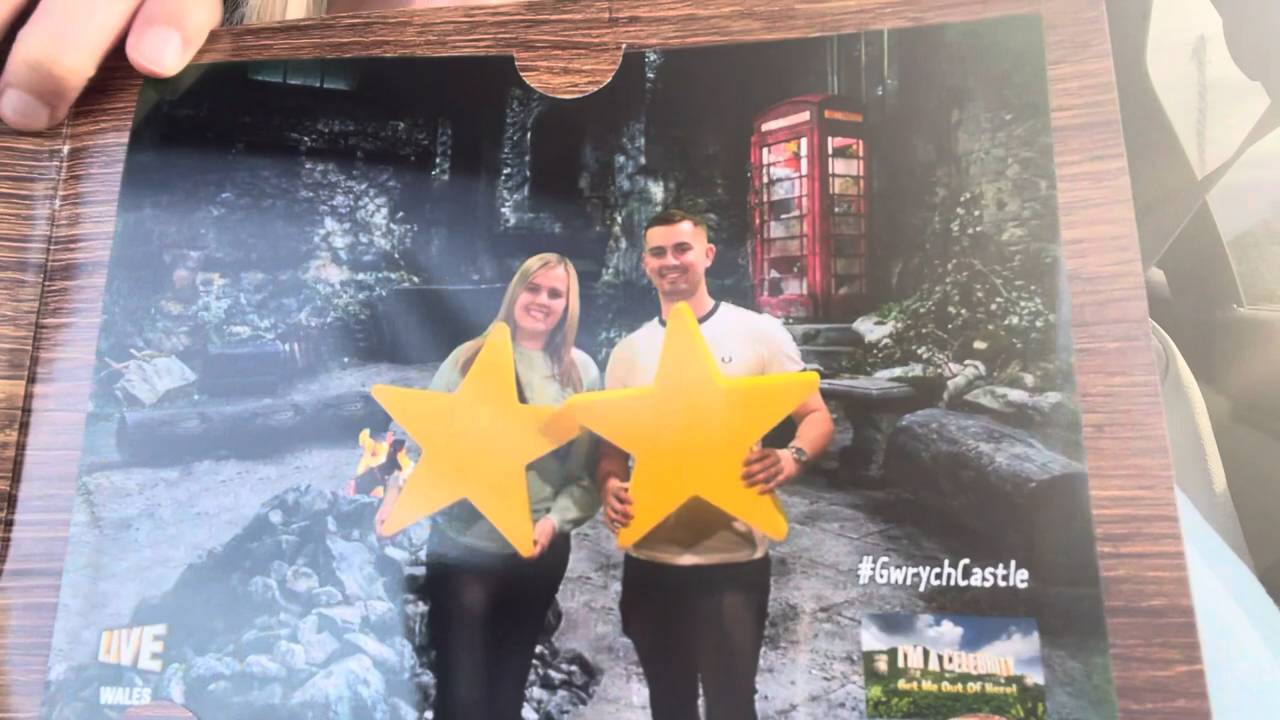 #GwrychCastle
LIVE
WALES
I'M A CELEBRITY
Get Me Out Of Here!